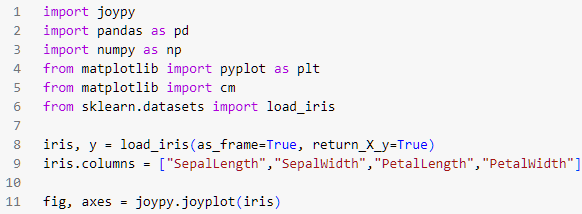 1 import joypy
2 import pandas as pd
3 import numpy as np
4 from matplotlib import pyplot as plt
5 from matplotlib import cm
6 from sklearn.datasets import load_iris
7
8 iris, y = load_iris(as_frame=True, return_X_y=True)
9 iris.columns = ["SepalLength","SepalWidth","PetalLength","PetalWidth"]
10
11 fig, axes = joypy.joyplot(iris)